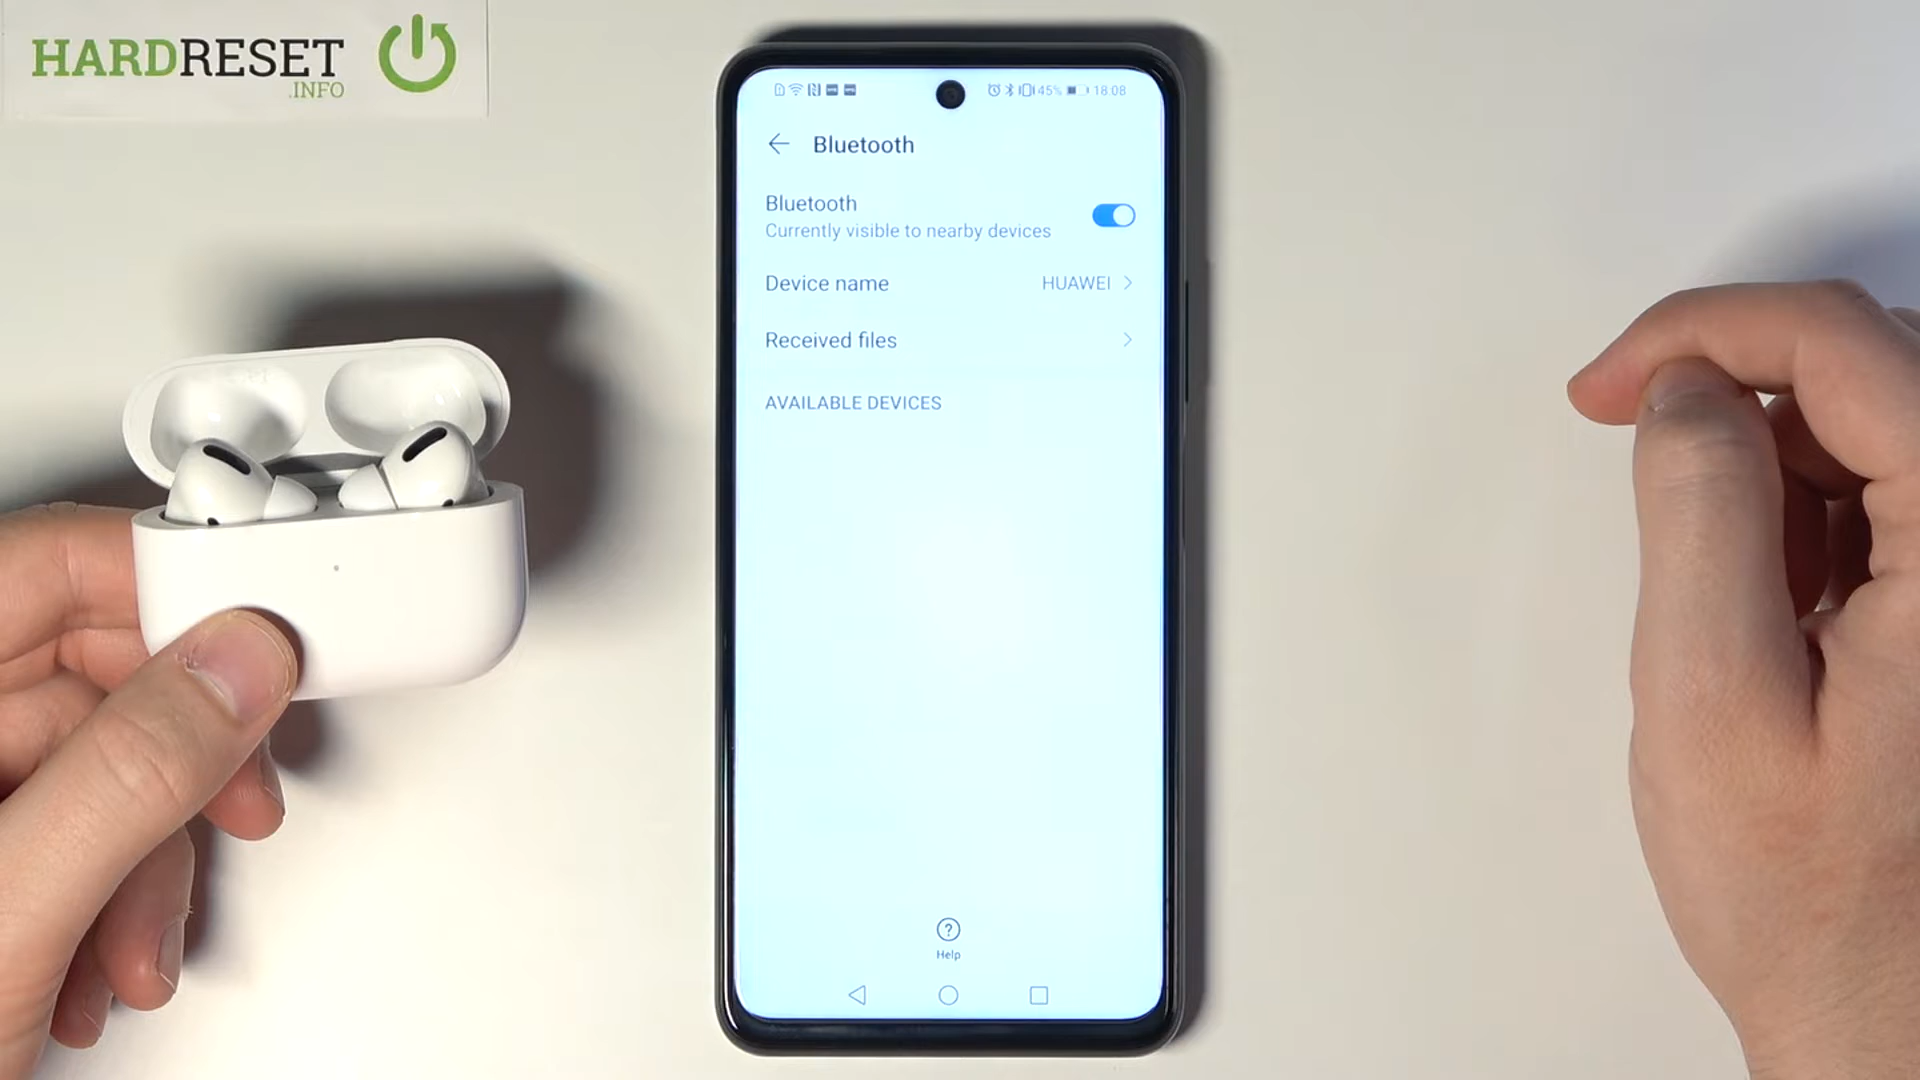 HARDRESET
.INFO
45% 18:08
Bluetooth
Bluetooth
Currently visible to nearby devices
Device name HUAWEI
Received files
AVAILABLE DEVICES
Help